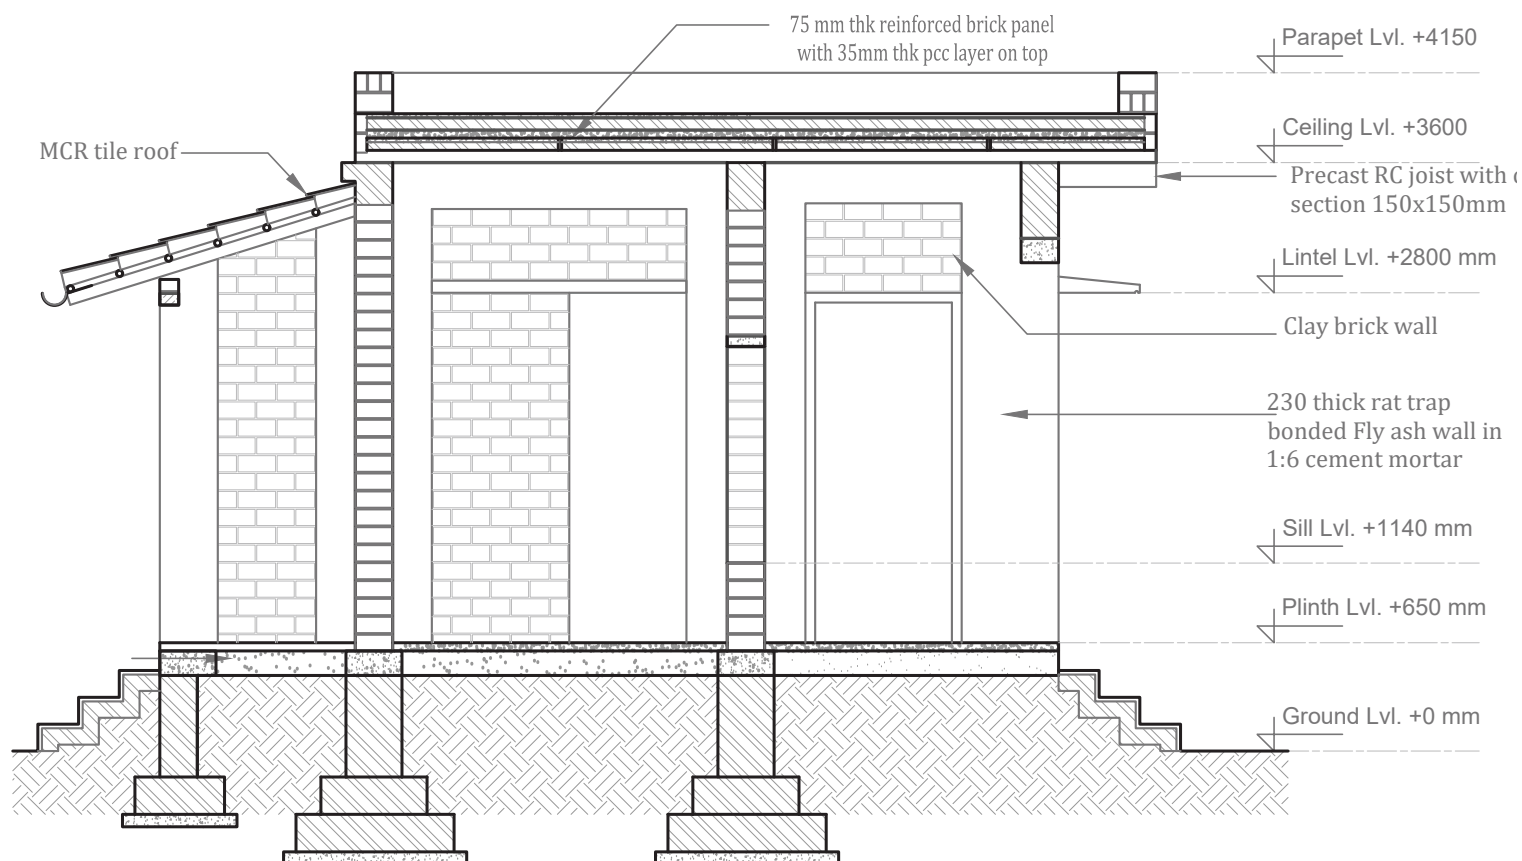 75 mm thk reinforced brick panel
with 35mm thk pcc layer on top
Parapet Lvl. +4150
MCR tile roof
Ceiling Lvl. +3600
Precast RC joist with
section 150x150mm
Lintel Lvl. +2800 mm
Clay brick wall
230 thick rat trap
bonded Fly ash wall in
1:6 cement mortar
Sill Lvl. +1140 mm
Plinth Lvl. +650 mm
Ground Lvl. +0 mm